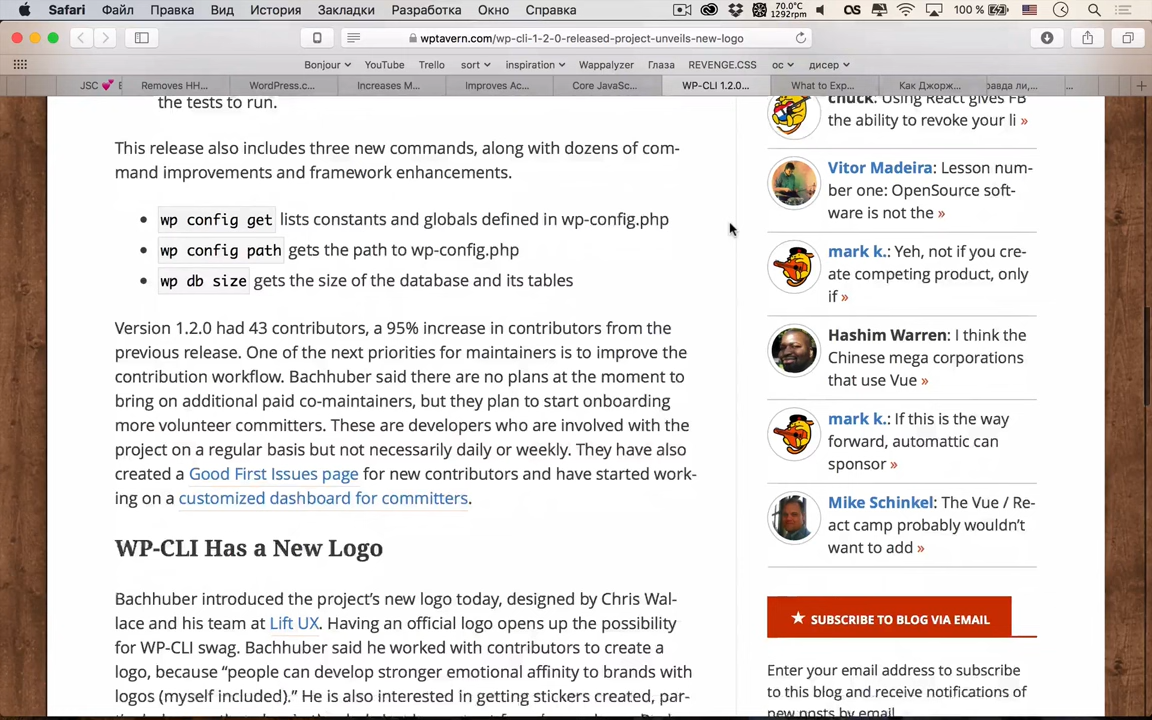 Safari Файл Правка Вид История Закладки Разработка Окно Справка 70.0°C 1292rpm 100 %
wptavern.com/wp-cli-1-2-0-released-project-unveils-new-logo
Bonjour YouTube Trello sort inspiration Wappalyzer Глаза REVENGE.CSS ос дисер
JSC 💕 Removes HH... WordPress.c... Increases M... Improves Ac... Core JavaSc... WP-CLI 1.2.0... What to Exp... Как Джорж... равда ли,...
the tests to run.
This release also includes three new commands, along with dozens of com-
mand improvements and framework enhancements.
• wp config get lists constants and globals defined in wp-config.php
• wp config path gets the path to wp-config.php
• wp db size gets the size of the database and its tables
Version 1.2.0 had 43 contributors, a 95% increase in contributors from the
previous release. One of the next priorities for maintainers is to improve the
contribution workflow. Bachhuber said there are no plans at the moment to
bring on additional paid co-maintainers, but they plan to start onboarding
more volunteer committers. These are developers who are involved with the
project on a regular basis but not necessarily daily or weekly. They have also
created a Good First Issues page for new contributors and have started work-
ing on a customized dashboard for committers.
WP-CLI Has a New Logo
Bachhuber introduced the project's new logo today, designed by Chris Wal-
lace and his team at Lift UX. Having an official logo opens up the possibility
for WP-CLI swag. Bachhuber said he worked with contributors to create a
logo, because “people can develop stronger emotional affinity to brands with
logos (myself included).” He is also interested in getting stickers created, par-
chuck: Using React gives FB
the ability to revoke your li »
Vitor Madeira: Lesson num-
ber one: OpenSource soft-
ware is not the »
mark k.: Yeh, not if you cre-
ate competing product, only
if »
Hashim Warren: I think the
Chinese mega corporations
that use Vue »
mark k.: If this is the way
forward, automattic can
sponsor »
Mike Schinkel: The Vue / Re-
act camp probably wouldn't
want to add »
★ SUBSCRIBE TO BLOG VIA EMAIL
Enter your email address to subscribe
to this blog and receive notifications of
new posts by email.